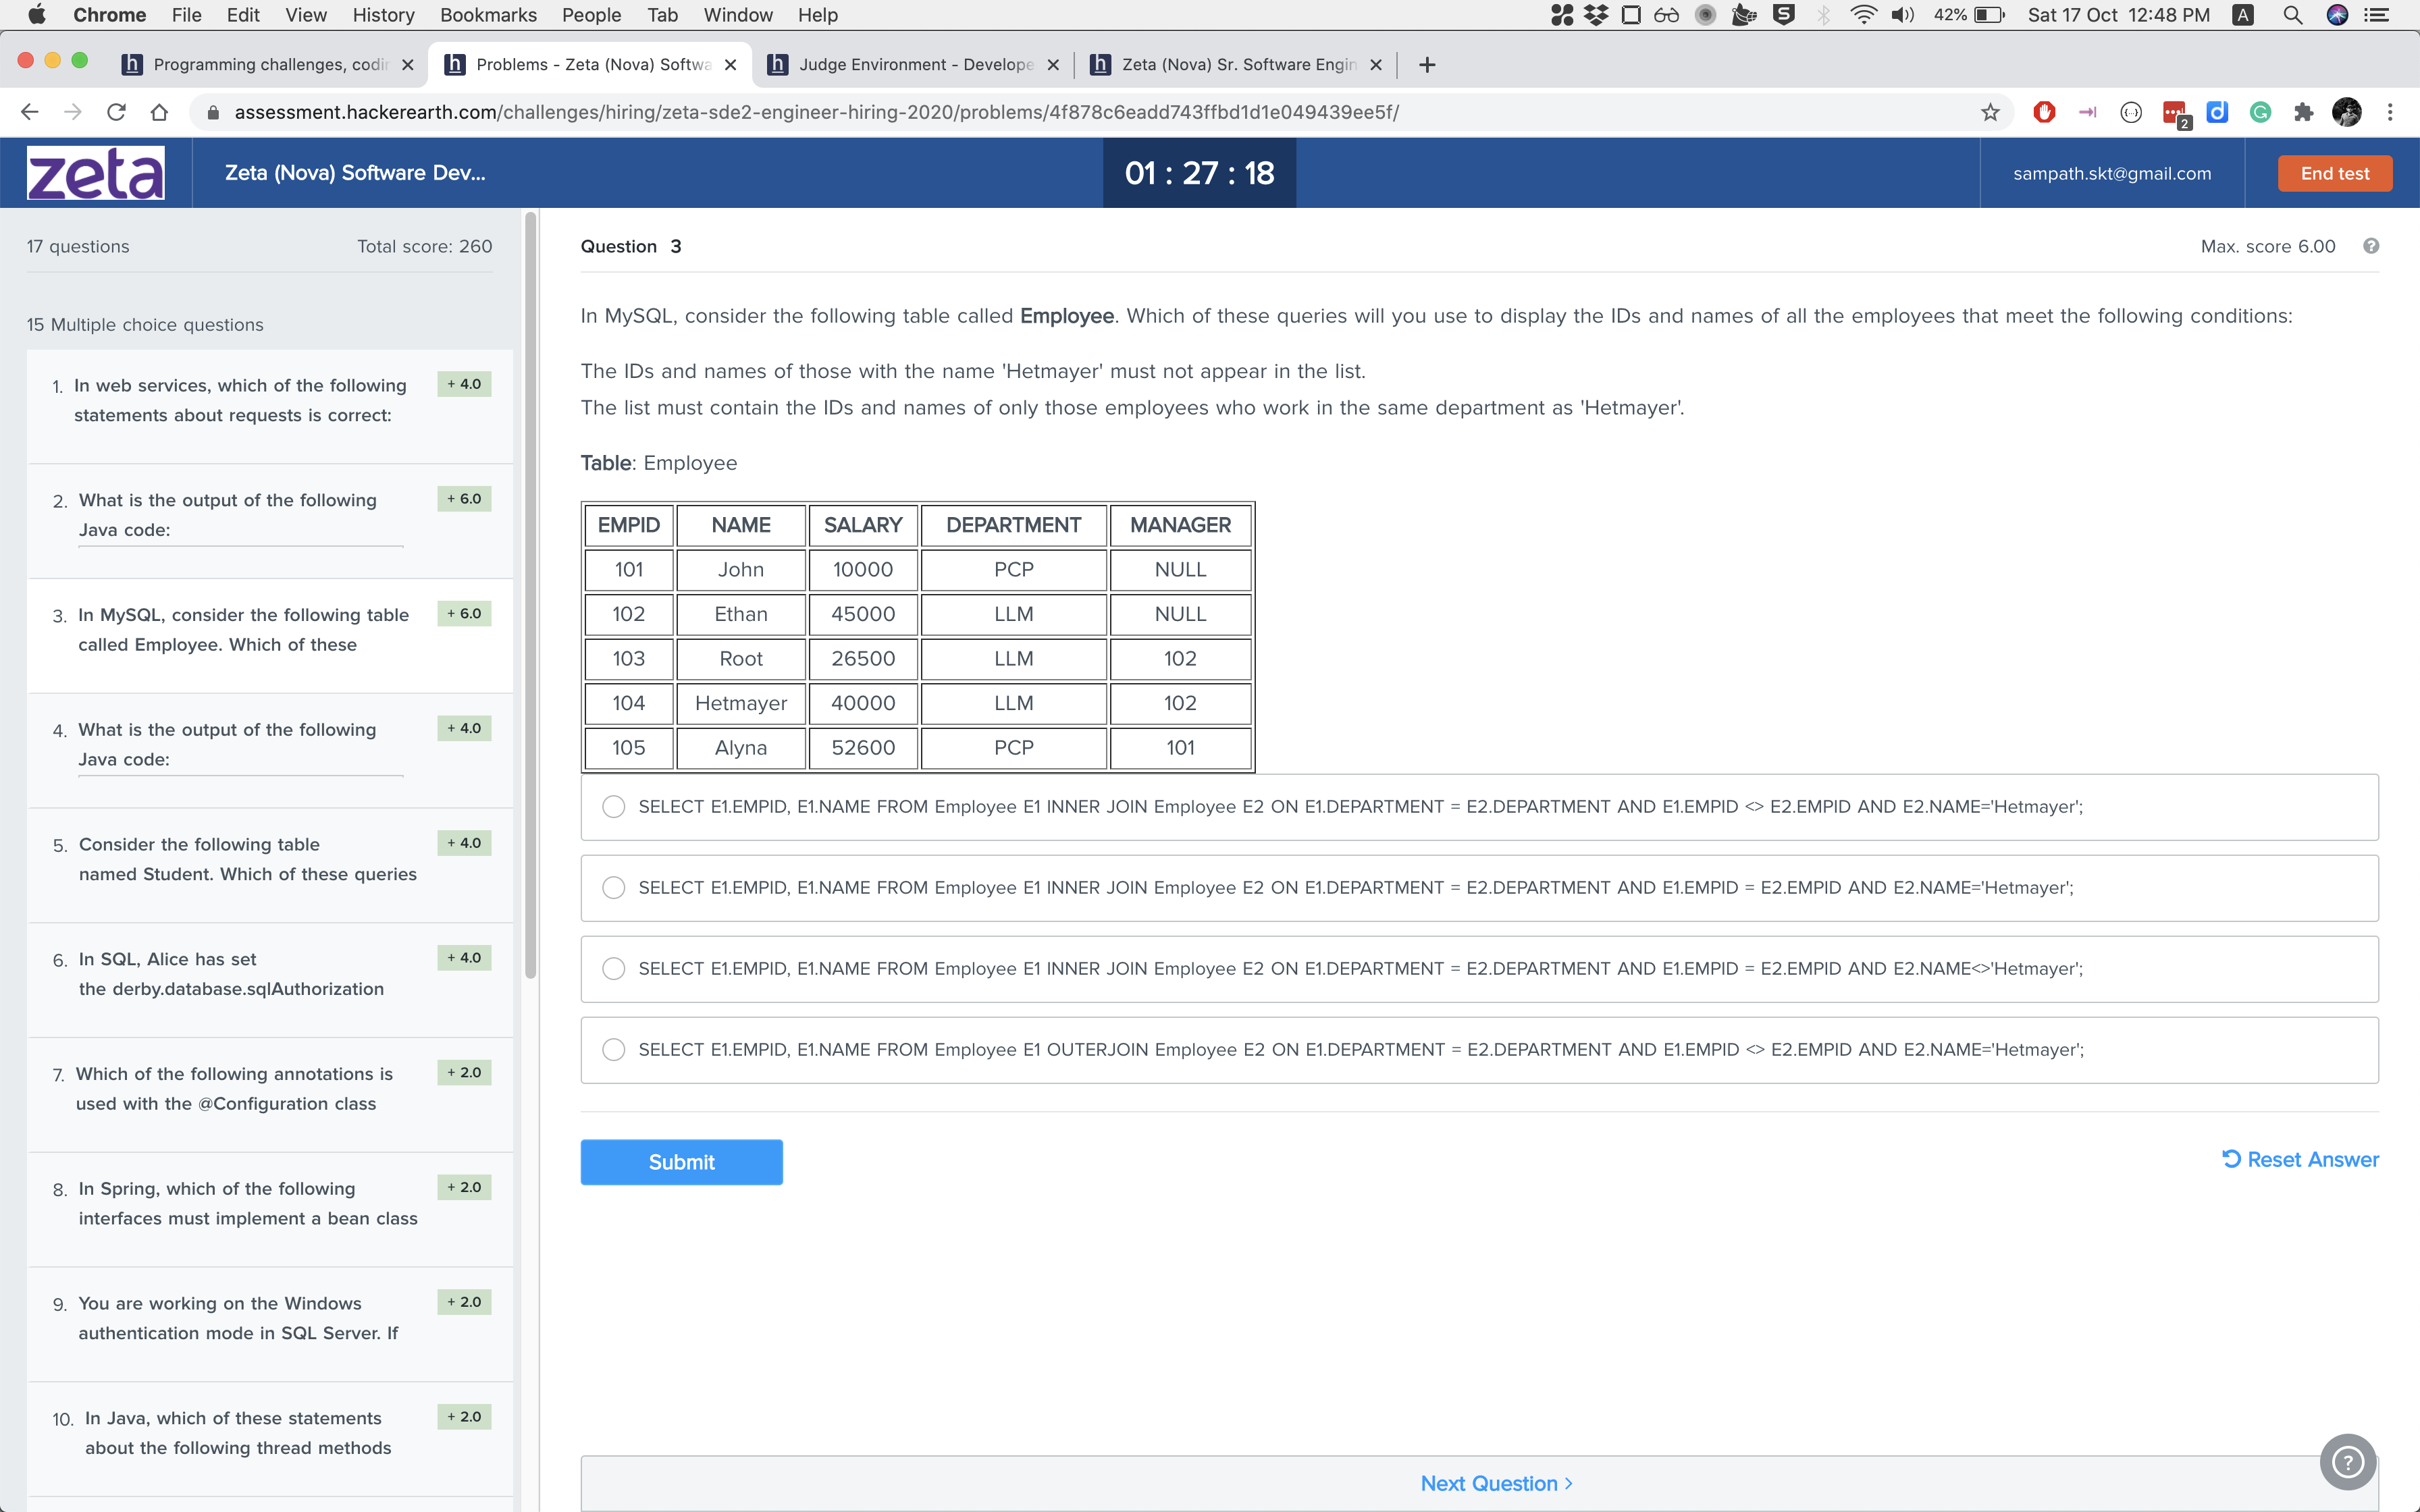 Chrome File Edit View History Bookmarks People Tab Window Help 42% Sat 17 Oct 12:48 PM A
Programming challenges, codin
Problems - Zeta (Nova) Softwa
Judge Environment - Develope
Zeta (Nova) Sr. Software Engin
assessment.hackerearth.com/challenges/hiring/zeta-sde2-engineer-hiring-2020/problems/4f878c6eadd743ffbd1d1e049439ee5f/
2
zeta
Zeta (Nova) Software Dev...
01 : 27 : 18
sampath.skt@gmail.com
End test
17 questions
Total score: 260
15 Multiple choice questions
1. In web services, which of the following
statements about requests is correct:
+ 4.0
2. What is the output of the following
Java code:
+ 6.0
3. In MySQL, consider the following table
called Employee. Which of these
+ 6.0
4. What is the output of the following
Java code:
+ 4.0
5. Consider the following table
named Student. Which of these queries
+ 4.0
6. In SQL, Alice has set
the derby.database.sqlAuthorization
+ 4.0
7. Which of the following annotations is
used with the @Configuration class
+ 2.0
8. In Spring, which of the following
interfaces must implement a bean class
+ 2.0
9. You are working on the Windows
authentication mode in SQL Server. If
+ 2.0
10. In Java, which of these statements
about the following thread methods
+ 2.0
Question 3
Max. score 6.00
In MySQL, consider the following table called Employee. Which of these queries will you use to display the IDs and names of all the employees that meet the following conditions:
The IDs and names of those with the name 'Hetmayer' must not appear in the list.
The list must contain the IDs and names of only those employees who work in the same department as 'Hetmayer'.
Table: Employee
EMPID NAME SALARY DEPARTMENT MANAGER
101 John 10000 PCP NULL
102 Ethan 45000 LLM NULL
103 Root 26500 LLM 102
104 Hetmayer 40000 LLM 102
105 Alyna 52600 PCP 101
SELECT E1.EMPID, E1.NAME FROM Employee E1 INNER JOIN Employee E2 ON E1.DEPARTMENT = E2.DEPARTMENT AND E1.EMPID <> E2.EMPID AND E2.NAME='Hetmayer';
SELECT E1.EMPID, E1.NAME FROM Employee E1 INNER JOIN Employee E2 ON E1.DEPARTMENT = E2.DEPARTMENT AND E1.EMPID = E2.EMPID AND E2.NAME='Hetmayer';
SELECT E1.EMPID, E1.NAME FROM Employee E1 INNER JOIN Employee E2 ON E1.DEPARTMENT = E2.DEPARTMENT AND E1.EMPID = E2.EMPID AND E2.NAME<>'Hetmayer';
SELECT E1.EMPID, E1.NAME FROM Employee E1 OUTERJOIN Employee E2 ON E1.DEPARTMENT = E2.DEPARTMENT AND E1.EMPID <> E2.EMPID AND E2.NAME='Hetmayer';
Submit
Reset Answer
Next Question >